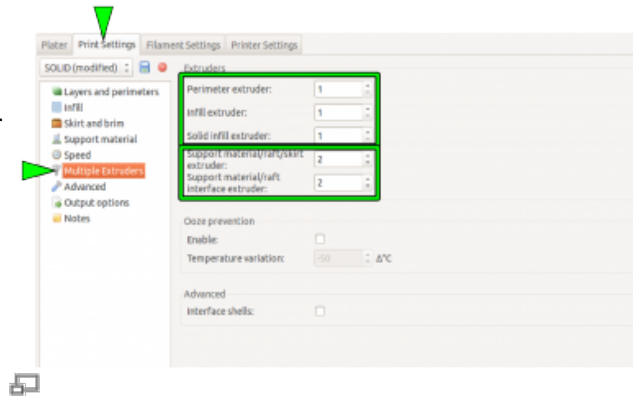 Plater Print Settings Filament Settings Printer Settings
SOLID (modified)
Layers and perimeters
Infill
Skirt and brim
Support material
Speed
Multiple Extruders
Advanced
Output options
Notes
Extruders
Perimeter extruder: 1
Infill extruder: 1
Solid infill extruder: 1
Support material/raft/skirt
extruder: 2
Support material/raft
interface extruder: 2
Ooze prevention
Enable:
Temperature variation: -50 Δ°C
Advanced
Interface shells: